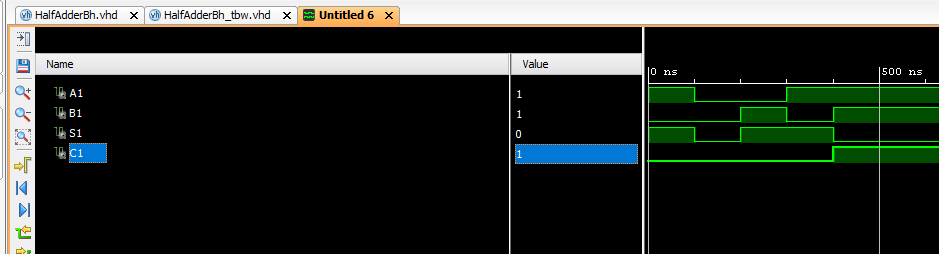 HalfAdderBh.vhd HalfAdderBh_tbw.vhd Untitled 6
Name Value
0 ns 500 ns
A1 1
B1 1
S1 0
C1 1